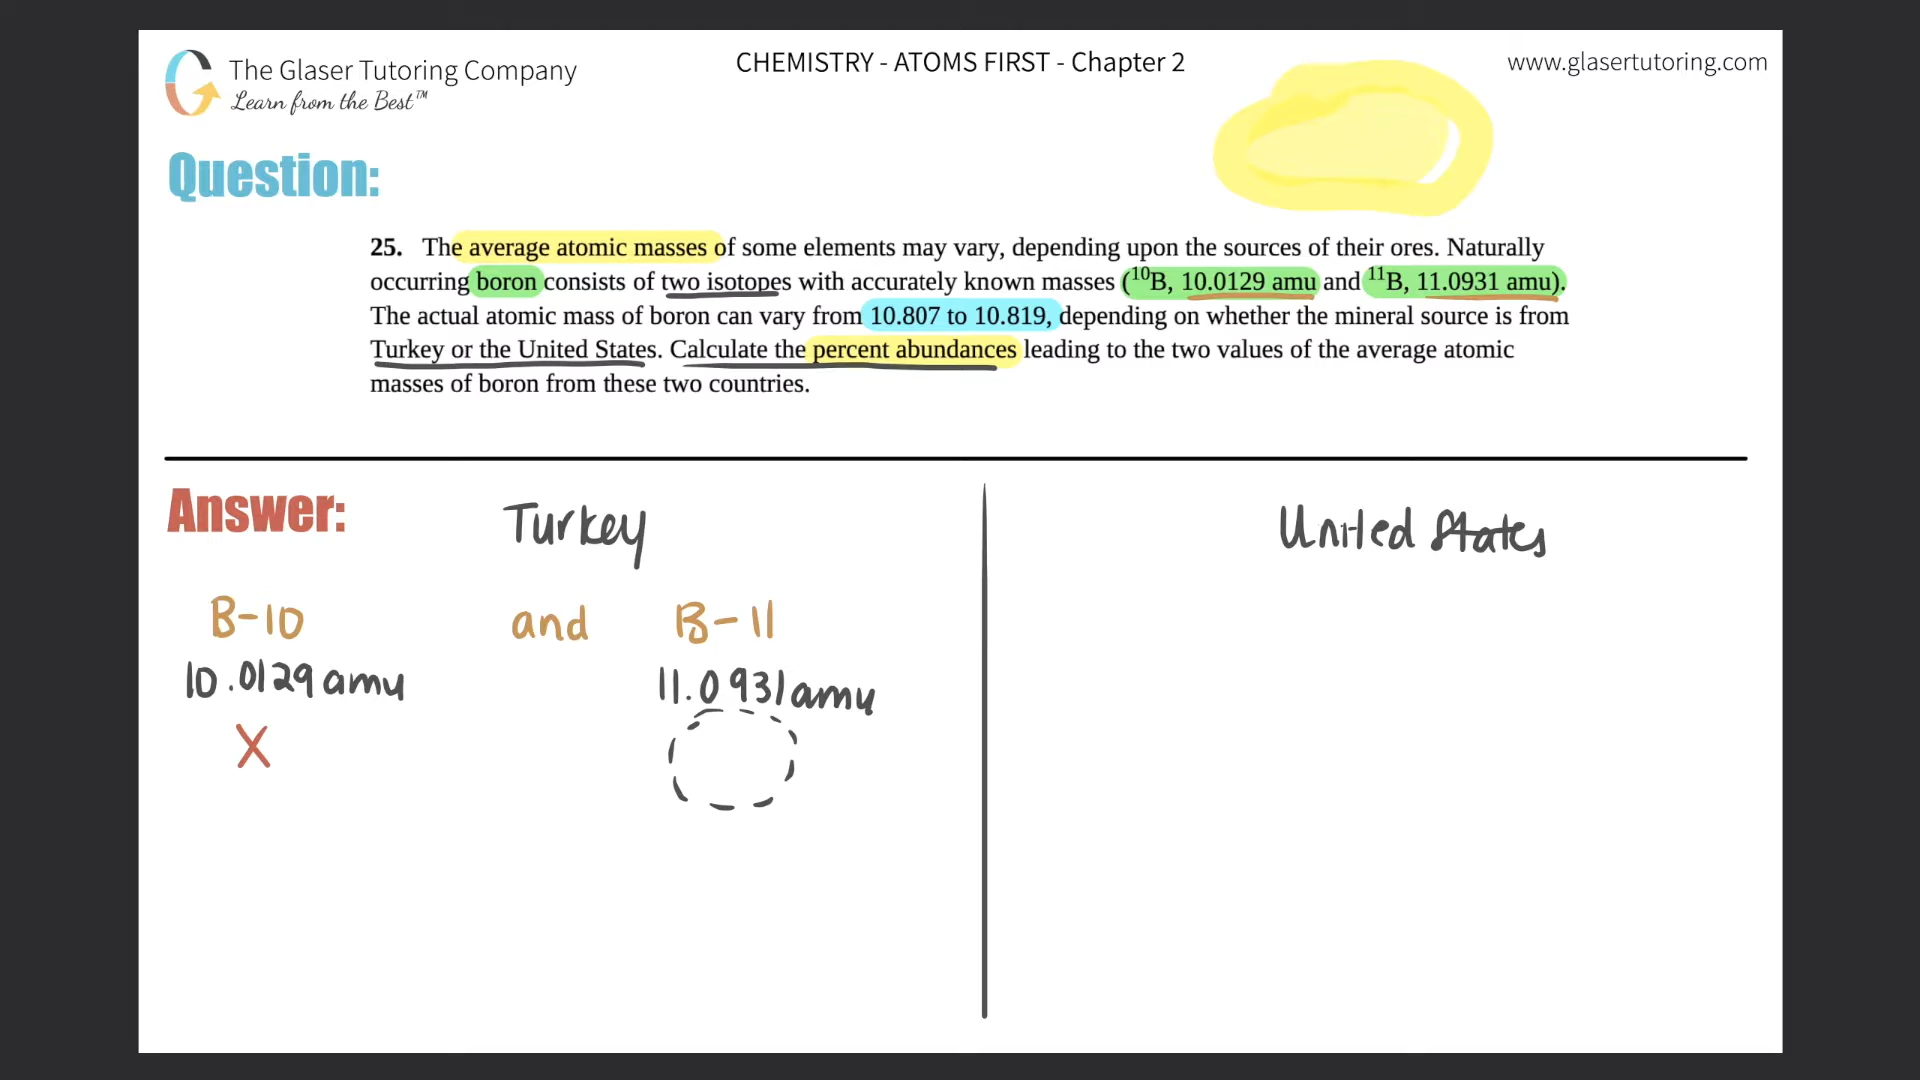 The Glaser Tutoring Company
Learn from the Best™
CHEMISTRY - ATOMS FIRST - Chapter 2
www.glasertutoring.com
Question:
25. The average atomic masses of some elements may vary, depending upon the sources of their ores. Naturally
occurring boron consists of two isotopes with accurately known masses (¹⁰B, 10.0129 amu and ¹¹B, 11.0931 amu).
The actual atomic mass of boron can vary from 10.807 to 10.819, depending on whether the mineral source is from
Turkey or the United States. Calculate the percent abundances leading to the two values of the average atomic
masses of boron from these two countries.
Answer:
Turkey
United States
B-10 and B-11
10.0129 amu 11.0931 amu
X